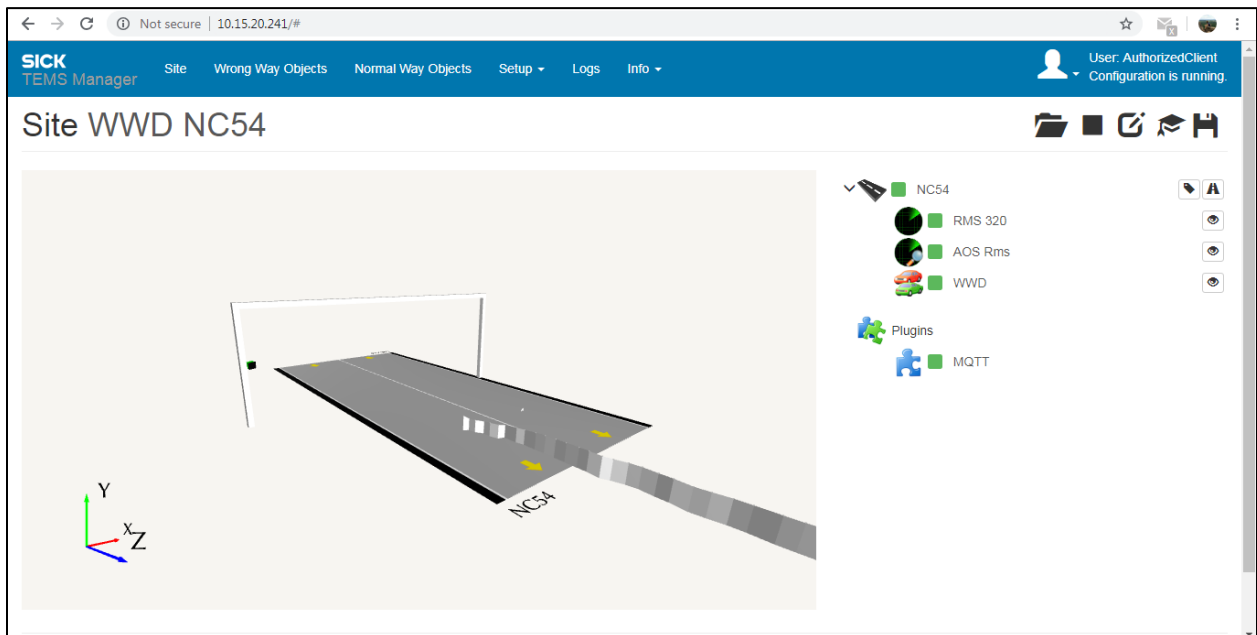 Not secure | 10.15.20.241/#
SICK
TEMS Manager
Site
Wrong Way Objects
Normal Way Objects
Setup
Logs
Info
User: AuthorizedClient
Configuration is running.
Site WWD NC54
NC54
RMS 320
AOS Rms
WWD
Plugins
MQTT
NC54
Y
X
Z